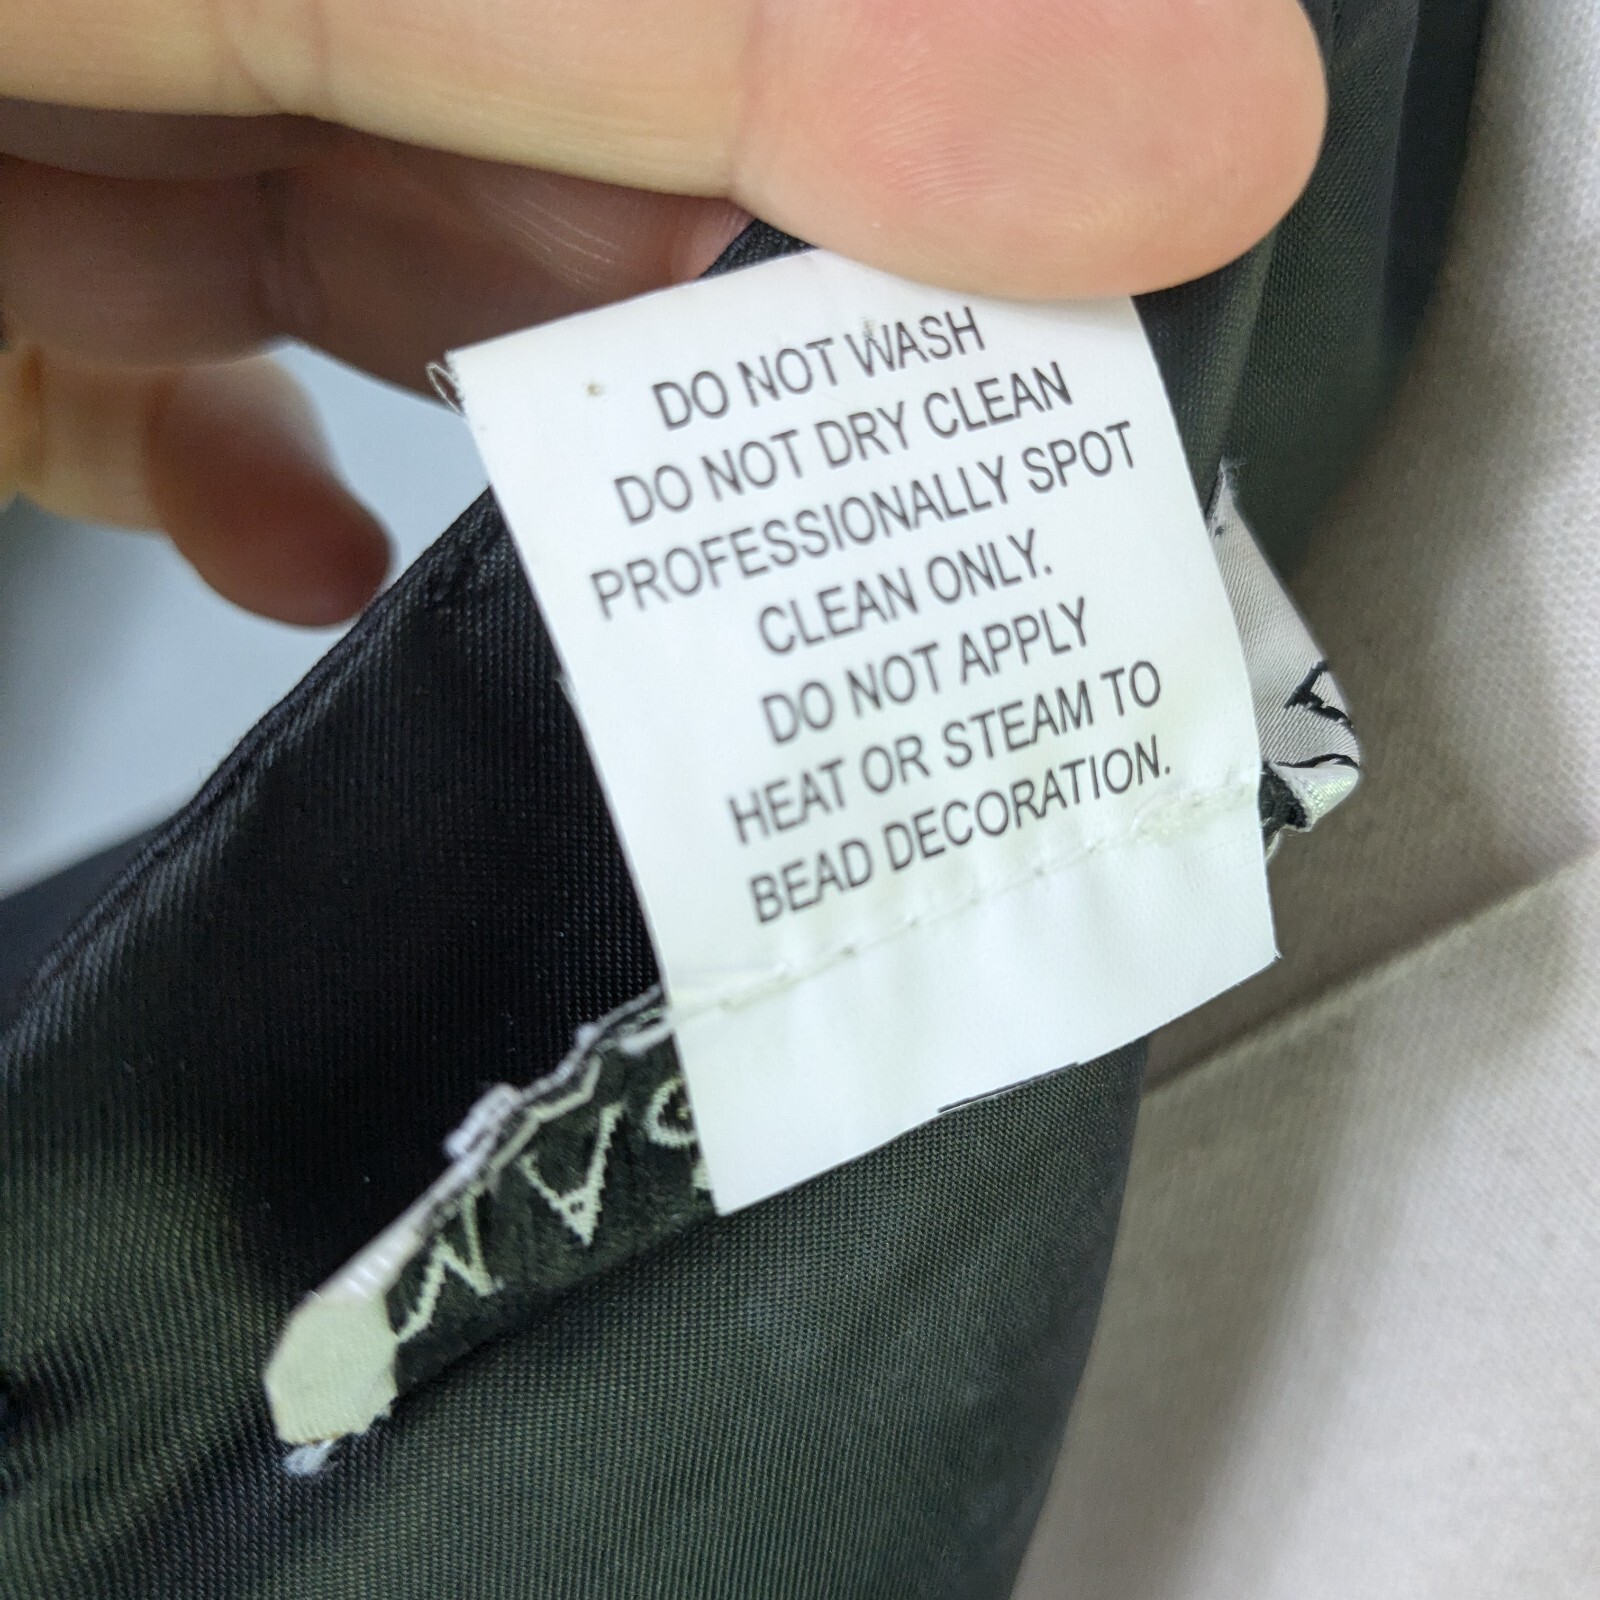 DO NOT WASH
DO NOT DRY CLEAN
PROFESSIONALLY SPOT
CLEAN ONLY.
DO NOT APPLY
HEAT OR STEAM TO
BEAD DECORATION.